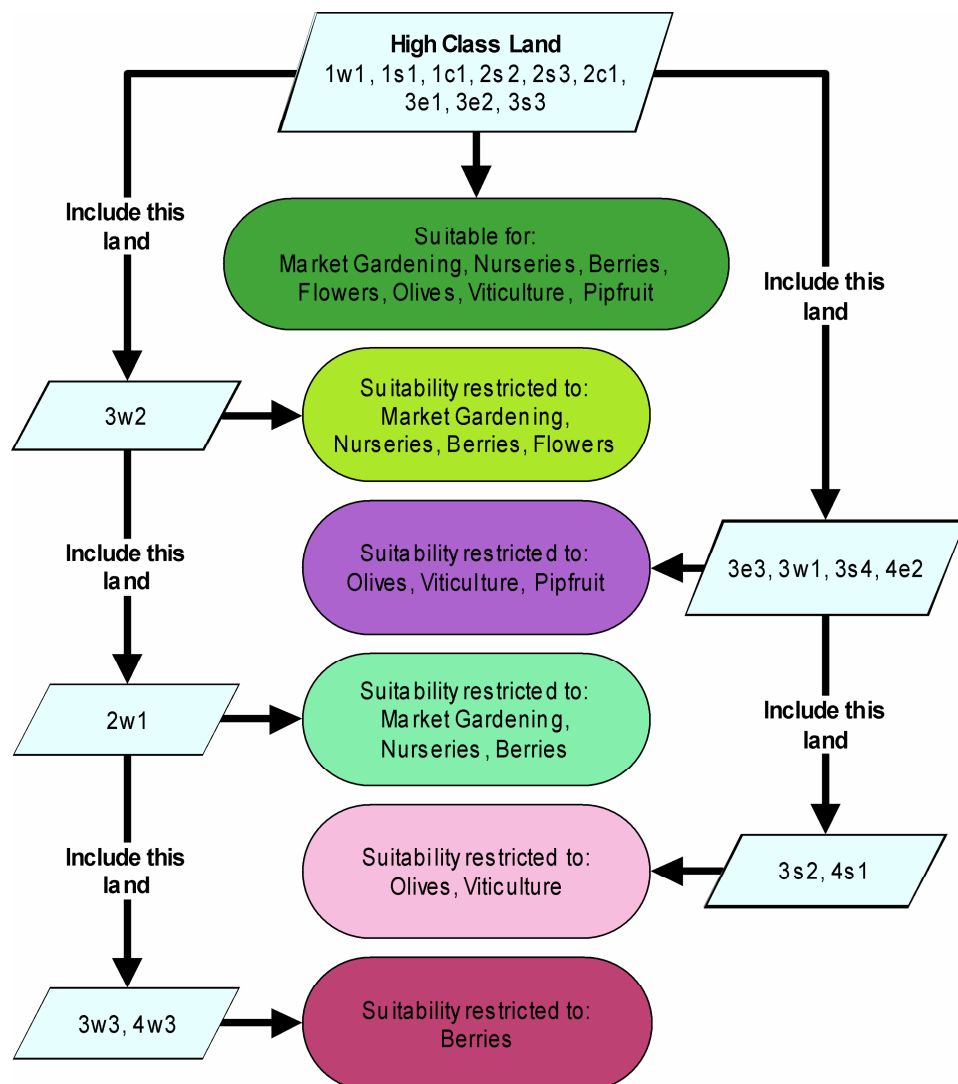 High Class Land
1w1, 1s1, 1c1, 2s2, 2s3, 2c1,
3e1, 3e2, 3s3
Include this
land
Suitable for:
Market Gardening, Nurseries, Berries,
Flowers, Olives, Viticulture, Pipfruit
Include this
land
3w2
Suitability restricted to:
Market Gardening,
Nurseries, Berries, Flowers
Include this
land
Suitability restricted to:
Olives, Viticulture, Pipfruit
3e3, 3w1, 3s4, 4e2
2w1
Suitability restricted to:
Market Gardening,
Nurseries, Berries
Include this
land
Include this
land
Suitability restricted to:
Olives, Viticulture
3s2, 4s1
3w3, 4w3
Suitability restricted to:
Berries